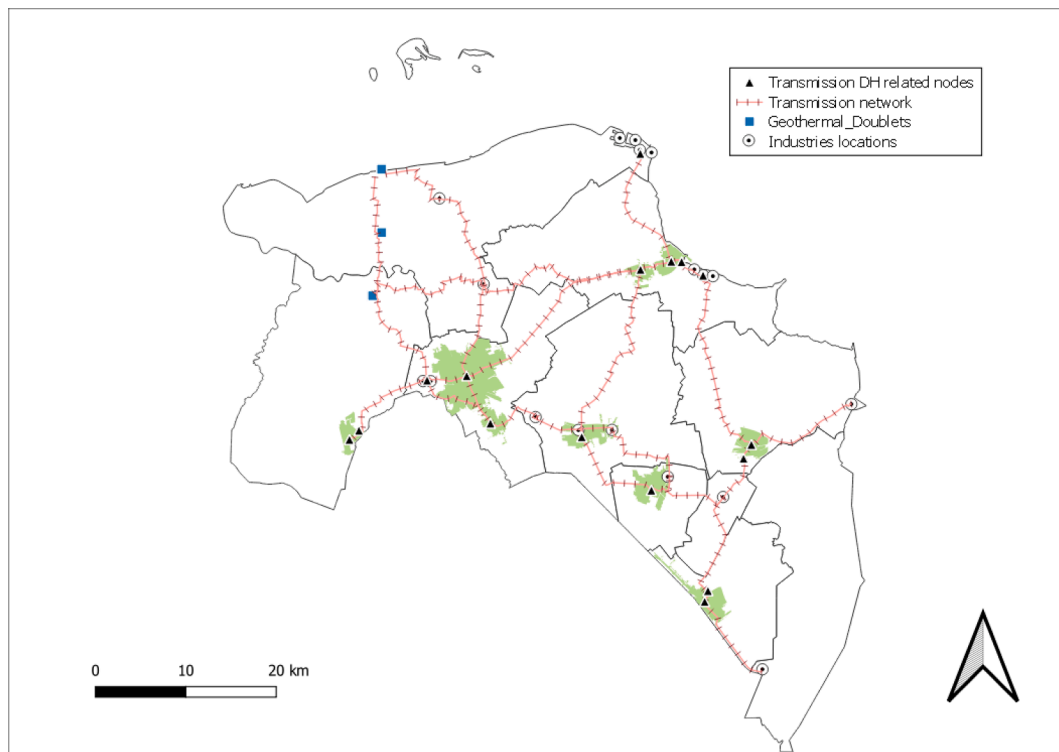 Transmission DH related nodes
Transmission network
Geothermal_Doublets
Industries locations
0 10 20 km